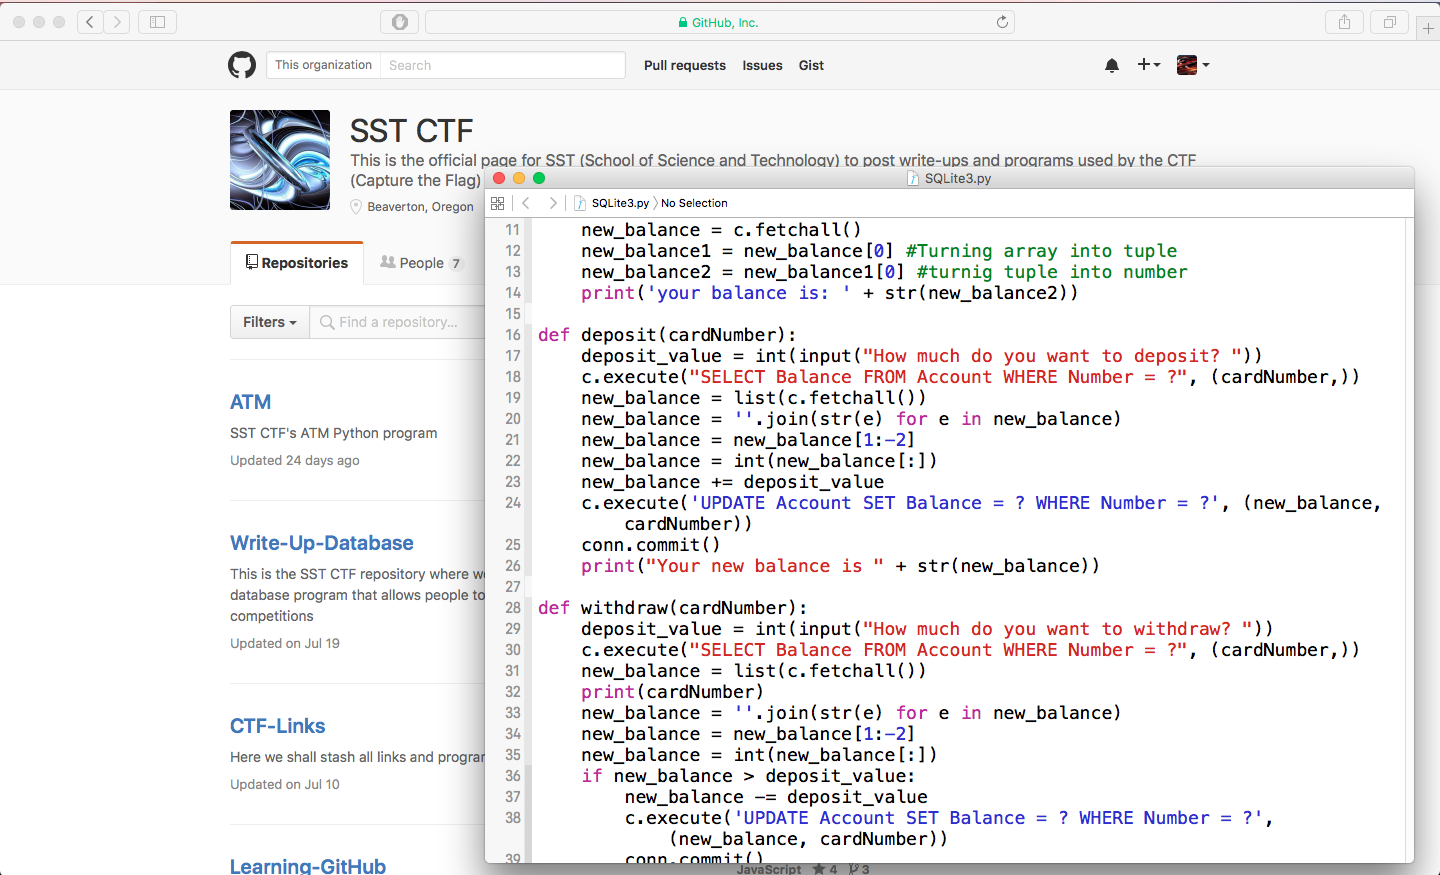 GitHub, Inc.
This organization Search Pull requests Issues Gist
SST CTF
This is the official page for SST (School of Science and Technology) to post write-ups and programs used by the CTF
(Capture the Flag)
Beaverton, Oregon
Repositories People 7
Filters Find a repository...
ATM
SST CTF's ATM Python program
Updated 24 days ago
Write-Up-Database
This is the SST CTF repository where we
database program that allows people to
competitions
Updated on Jul 19
CTF-Links
Here we shall stash all links and progra
Updated on Jul 10
Learning-GitHub
JavaScript 4 3
SQLite3.py
SQLite3.py No Selection
11 new_balance = c.fetchall()
12 new_balance1 = new_balance[0] #Turning array into tuple
13 new_balance2 = new_balance1[0] #turnig tuple into number
14 print('your balance is: ' + str(new_balance2))
15
16 def deposit(cardNumber):
17 deposit_value = int(input("How much do you want to deposit? "))
18 c.execute("SELECT Balance FROM Account WHERE Number = ?", (cardNumber,))
19 new_balance = list(c.fetchall())
20 new_balance = ''.join(str(e) for e in new_balance)
21 new_balance = new_balance[1:-2]
22 new_balance = int(new_balance[:])
23 new_balance += deposit_value
24 c.execute('UPDATE Account SET Balance = ? WHERE Number = ?', (new_balance,
cardNumber))
25 conn.commit()
26 print("Your new balance is " + str(new_balance))
27
28 def withdraw(cardNumber):
29 deposit_value = int(input("How much do you want to withdraw? "))
30 c.execute("SELECT Balance FROM Account WHERE Number = ?", (cardNumber,))
31 new_balance = list(c.fetchall())
32 print(cardNumber)
33 new_balance = ''.join(str(e) for e in new_balance)
34 new_balance = new_balance[1:-2]
35 new_balance = int(new_balance[:])
36 if new_balance > deposit_value:
37 new_balance -= deposit_value
38 c.execute('UPDATE Account SET Balance = ? WHERE Number = ?',
(new_balance, cardNumber))
39 conn.commit()